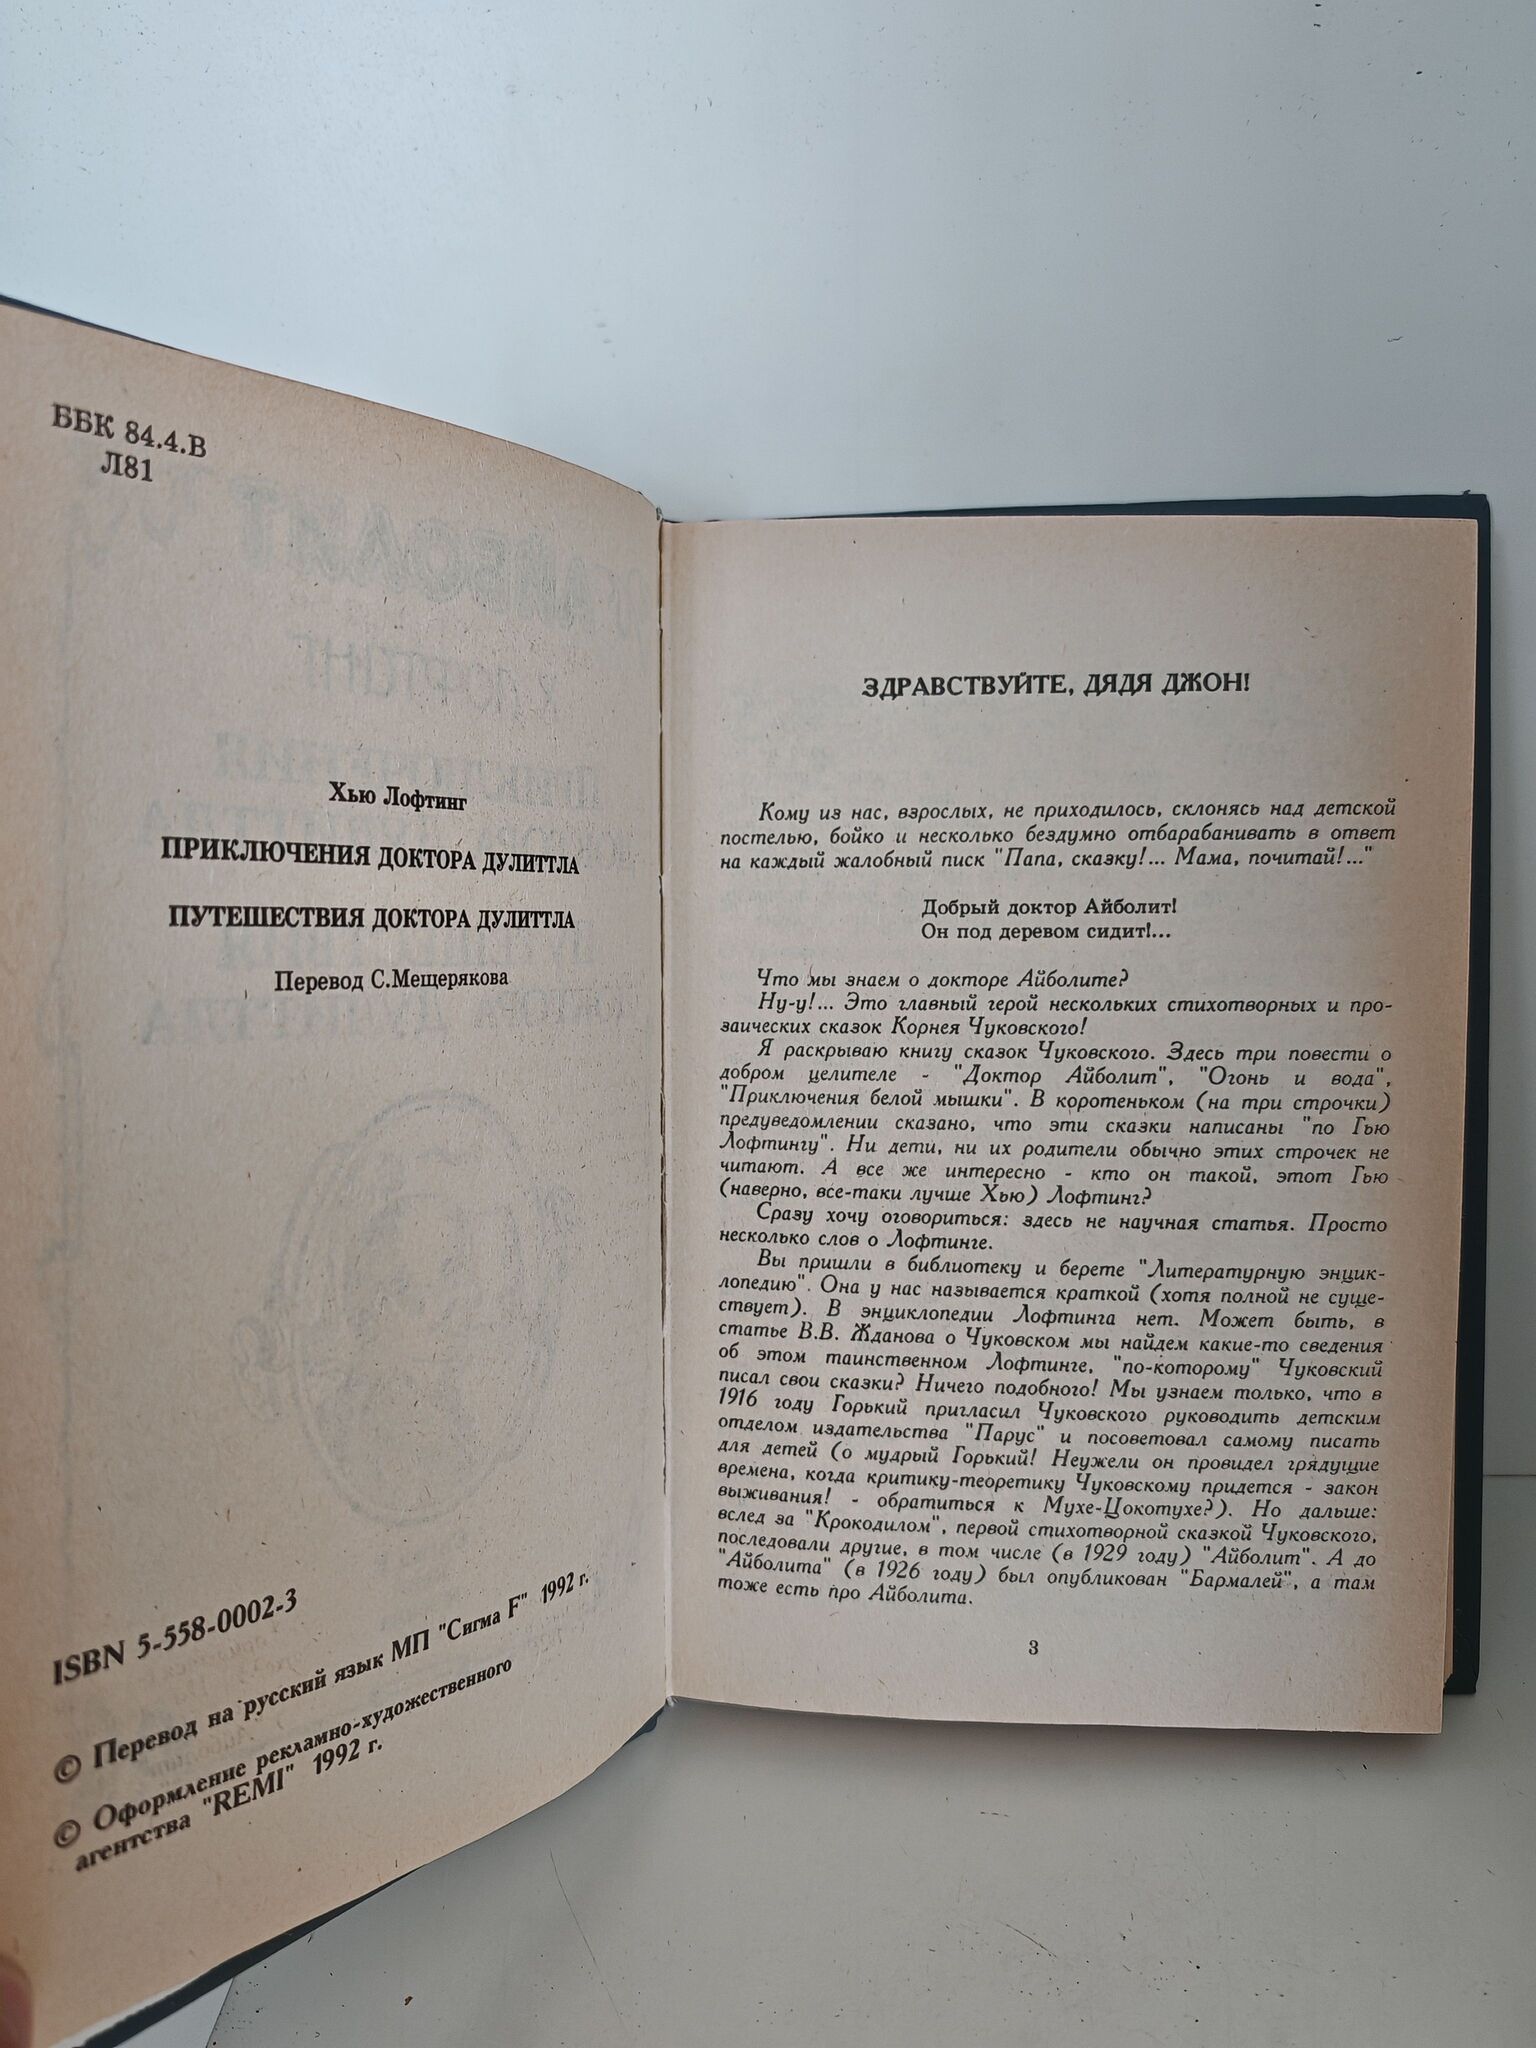 ББК 84.4.В
Л81
Хью Лофтинг
ПРИКЛЮЧЕНИЯ ДОКТОРА ДУЛИТТЛА
ПУТЕШЕСТВИЯ ДОКТОРА ДУЛИТТЛА
Перевод С.Мещерякова
ISBN 5-558-0002-3
© Перевод на русский язык МП "Сигма F" 1992 г.
© Оформление рекламно-художественного
агентства "REMI" 1992 г.
ЗДРАВСТВУЙТЕ, ДЯДЯ ДЖОН!
Кому из нас, взрослых, не приходилось, склонясь над детской
постелью, бойко и несколько бездумно отбарабанивать в ответ
на каждый жалобный писк "Папа, сказку!... Мама, почитай!..."
Добрый доктор Айболит!
Он под деревом сидит!...
Что мы знаем о докторе Айболите?
Ну-у!... Это главный герой нескольких стихотворных и про-
заических сказок Корнея Чуковского!
Я раскрываю книгу сказок Чуковского. Здесь три повести о
добром целителе - "Доктор Айболит", "Огонь и вода",
"Приключения белой мышки". В коротеньком (на три строчки)
предуведомлении сказано, что эти сказки написаны "по Гью
Лофтингу". Ни дети, ни их родители обычно этих строчек не
читают. А все же интересно - кто он такой, этот Гью
(наверно, все-таки лучше Хью) Лофтинг?
Сразу хочу оговориться: здесь не научная статья. Просто
несколько слов о Лофтинге.
Вы пришли в библиотеку и берете "Литературную энцик-
лопедию". Она у нас называется краткой (хотя полной не суще-
ствует). В энциклопедии Лофтинга нет. Может быть, в
статье В.В. Жданова о Чуковском мы найдем какие-то сведения
об этом таинственном Лофтинге, "по-которому" Чуковский
писал свои сказки? Ничего подобного! Мы узнаем только, что в
1916 году Горький пригласил Чуковского руководить детским
отделом издательства "Парус" и посоветовал самому писать
для детей (о мудрый Горький! Неужели он провидел грядущие
времена, когда критику-теоретику Чуковскому придется - закон
выживания! - обратиться к Мухе-Цокотухе?). Но дальше:
вслед за "Крокодилом", первой стихотворной сказкой Чуковского,
последовали другие, в том числе (в 1929 году) "Айболит". А до
"Айболита" (в 1926 году) был опубликован "Бармалей", а там
тоже есть про Айболита.
3